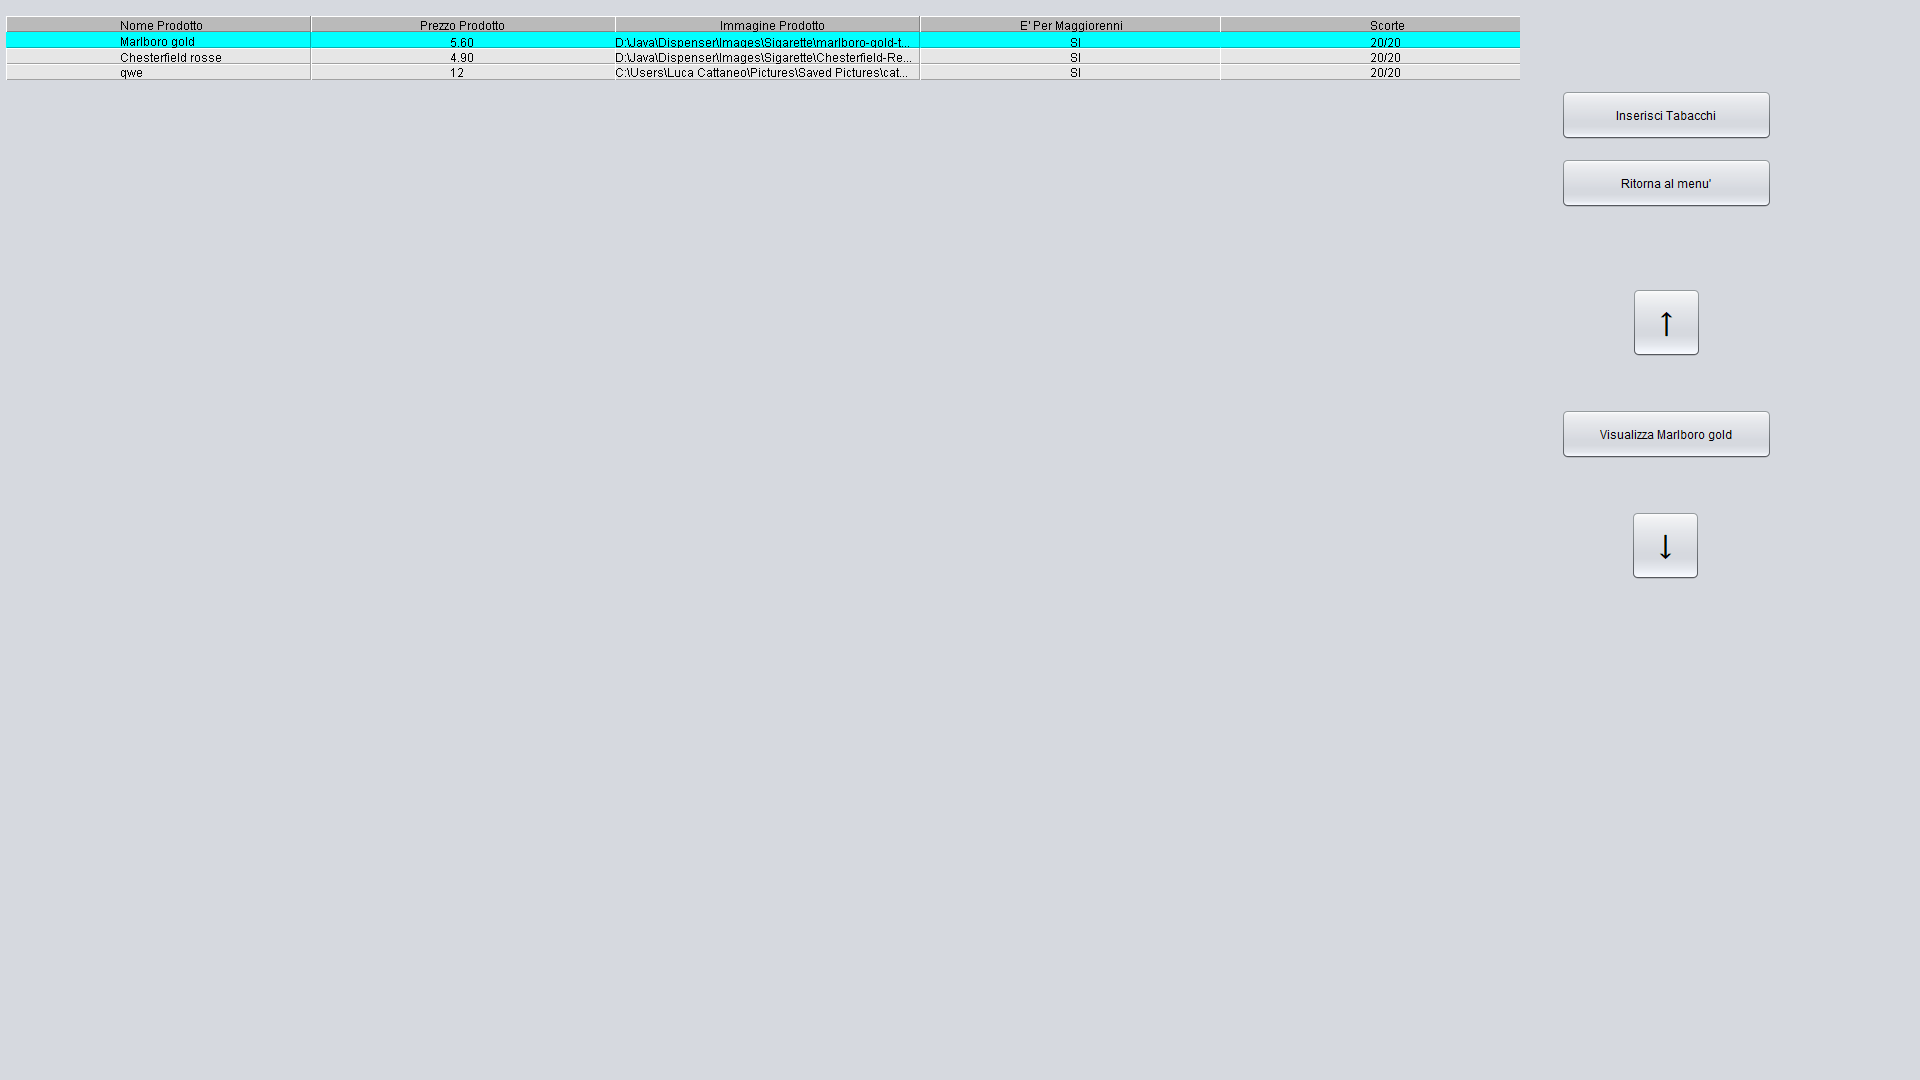 Nome Prodotto Prezzo Prodotto Immagine Prodotto E' Per Maggiorenni Scorte
Marlboro gold 5.60 D:\Java\Dispenser\Images\Sigarette\marlboro-gold-t... SI 20/20
Chesterfield rosse 4.90 D:\Java\Dispenser\Images\Sigarette\Chesterfield-Re... SI 20/20
qwe 12 C:\Users\Luca Cattaneo\Pictures\Saved Pictures\cat... SI 20/20
Inserisci Tabacchi
Ritorna al menu'
↑
Visualizza Marlboro gold
↓